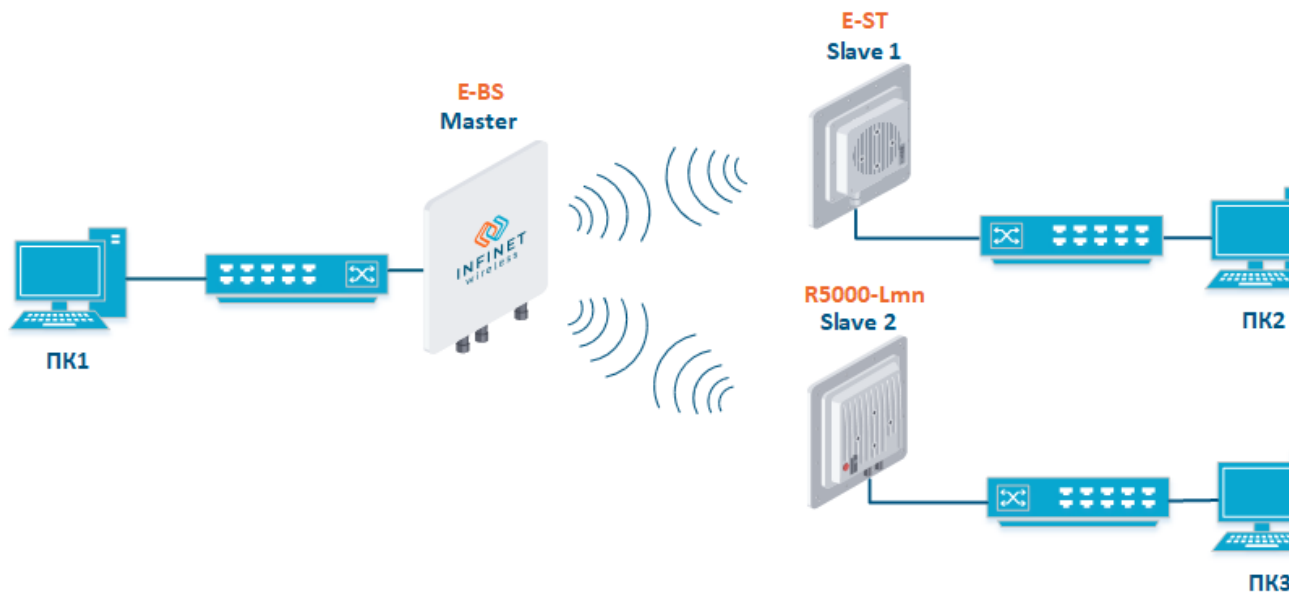 E-ST
Slave 1
E-BS
Master
INFINET
wireless
ПК1
ПК2
R5000-Lmn
Slave 2
ПК3